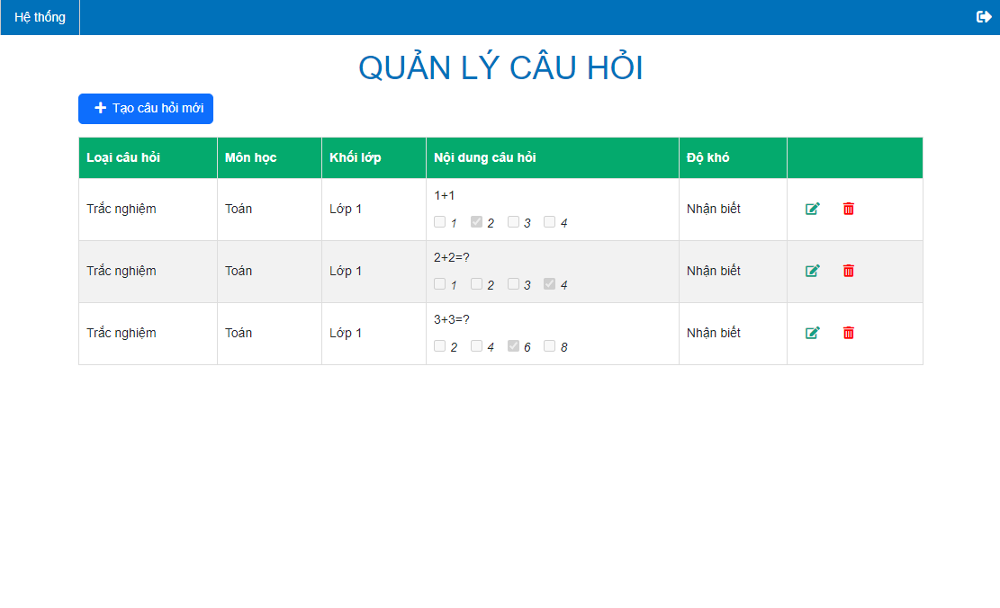 Hệ thống
QUẢN LÝ CÂU HỎI
Tạo câu hỏi mới
Loại câu hỏi Môn học Khối lớp Nội dung câu hỏi Độ khó
1+1
Trắc nghiệm Toán Lớp 1 Nhận biết
1 2 3 4
2+2=?
Trắc nghiệm Toán Lớp 1 Nhận biết
1 2 3 4
3+3=?
Trắc nghiệm Toán Lớp 1 Nhận biết
2 4 6 8